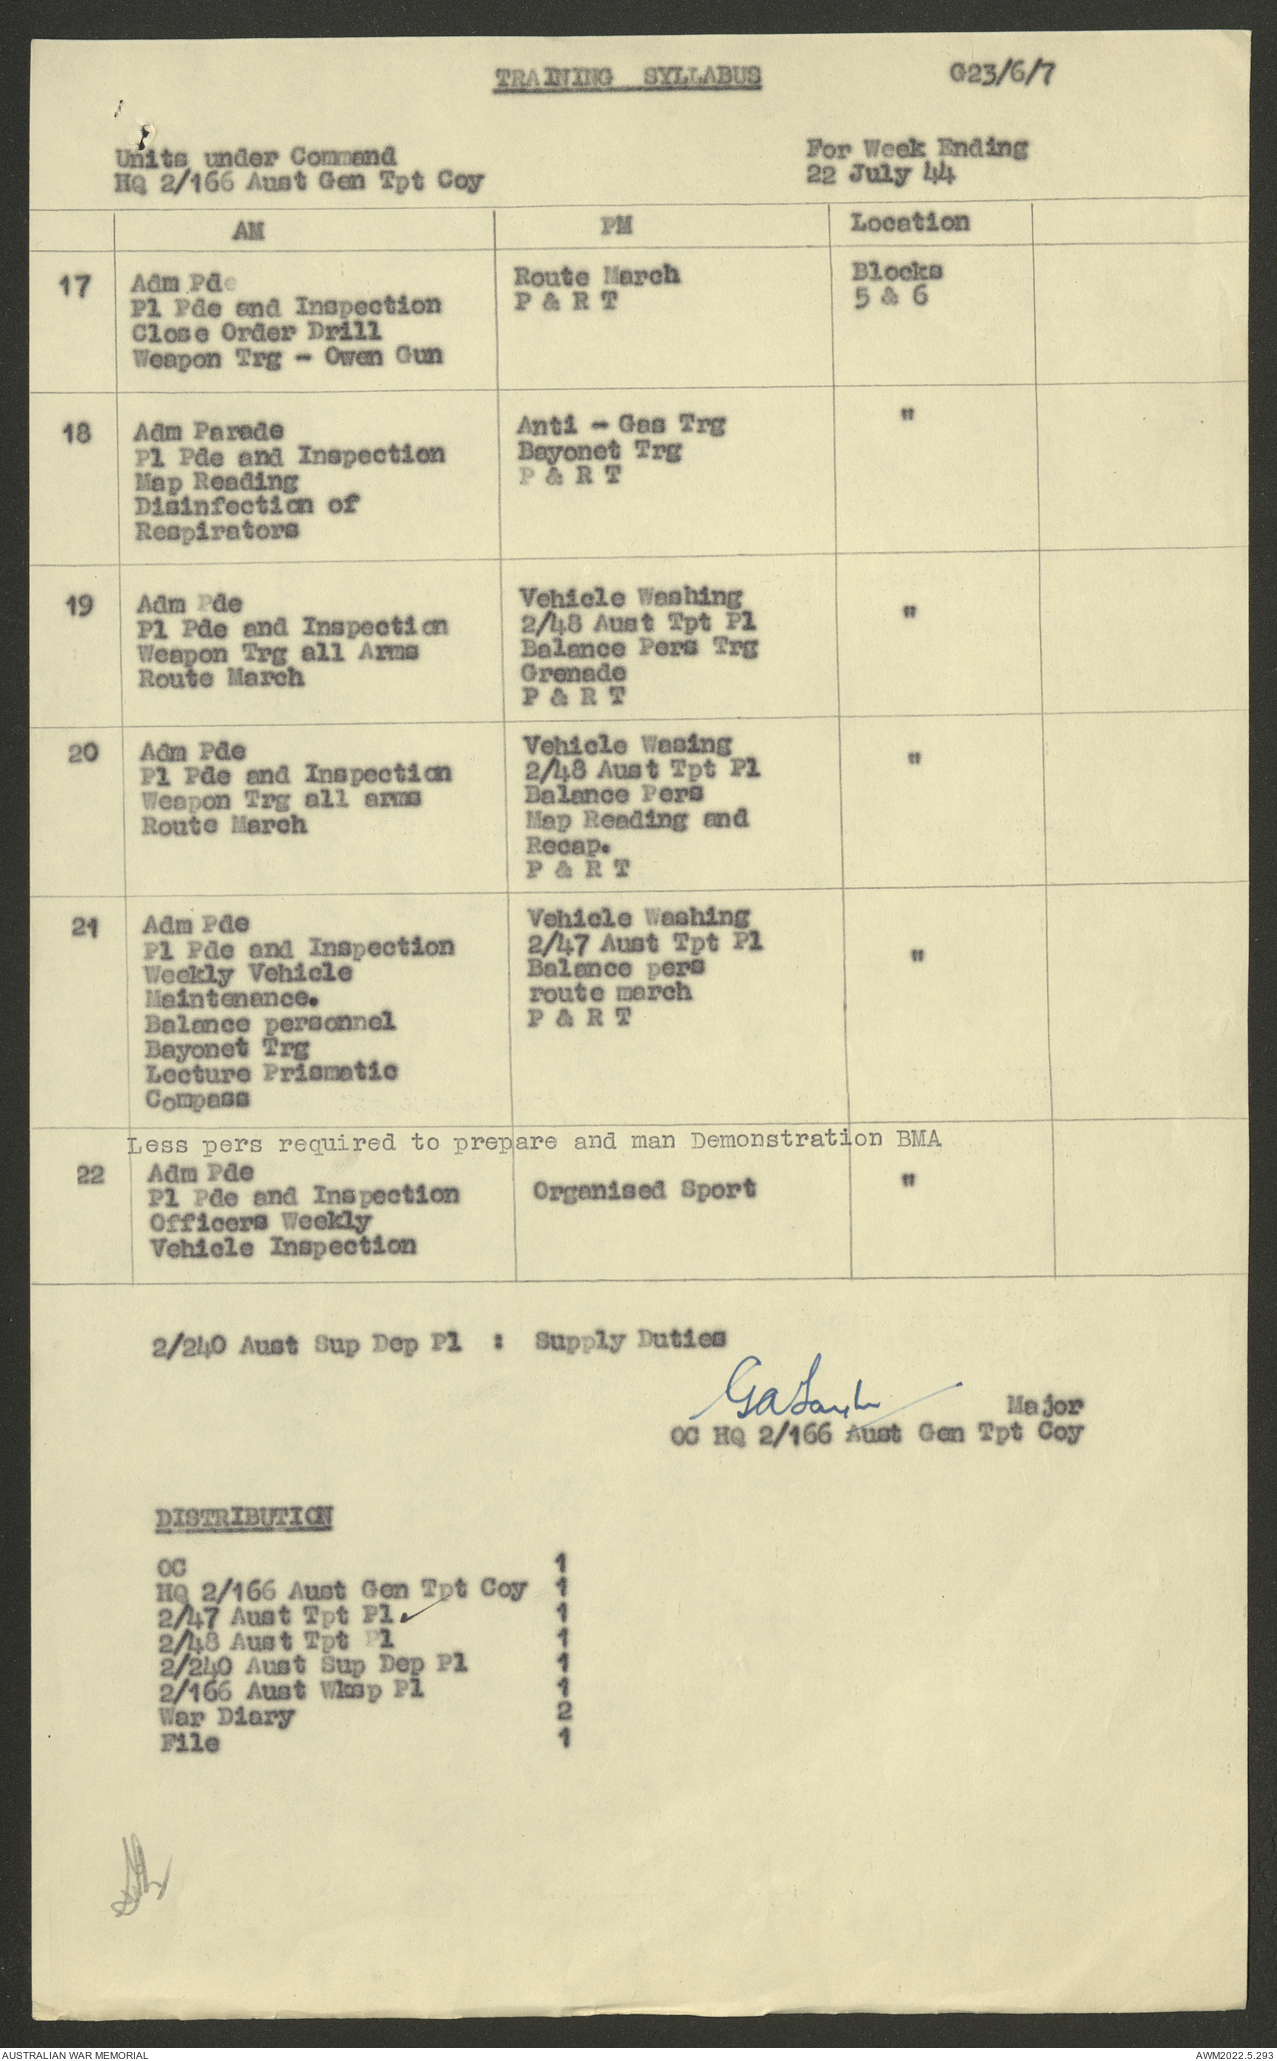 TRAINING SYLLABUS
G23/6/7
Units under Command
HQ 2/166 Aust Gen Tpt Coy
For Week Ending
22 July 44
AM
PM
Location
17
Adm Pde
Pl Pde and Inspection
Close Order Drill
Weapon Trg - Owen Gun
Route March
P & R T
Blocks
5 & 6
18
Adm Parade
Pl Pde and Inspection
Map Reading
Disinfection of
Respirators
Anti - Gas Trg
Bayonet Trg
P & R T
"
19
Adm Pde
Pl Pde and Inspection
Weapon Trg all Arms
Route March
Vehicle Washing
2/48 Aust Tpt Pl
Balance Pers Trg
Grenade
P & R T
"
20
Adm Pde
Pl Pde and Inspection
Weapon Trg all arms
Route March
Vehicle Wasing
2/48 Aust Tpt Pl
Balance Pers
Map Reading and
Recap.
P & R T
"
21
Adm Pde
Pl Pde and Inspection
Weekly Vehicle
Maintenance.
Balance personnel
Bayonet Trg
Lecture Prismatic
Compass
Vehicle Washing
2/47 Aust Tpt Pl
Balance pers
route march
P & R T
"
Less pers required to prepare and man Demonstration BMA
22
Adm Pde
Pl Pde and Inspection
Officers Weekly
Vehicle Inspection
Organised Sport
"
2/240 Aust Sup Dep Pl : Supply Duties
Major
OC HQ 2/166 Aust Gen Tpt Coy
DISTRIBUTION
OC 1
HQ 2/166 Aust Gen Tpt Coy 1
2/47 Aust Tpt Pl. ✓ 1
2/48 Aust Tpt Pl 1
2/240 Aust Sup Dep Pl 1
2/166 Aust Wksp Pl 1
War Diary 2
File 1
AUSTRALIAN WAR MEMORIAL
AWM2022.5.293